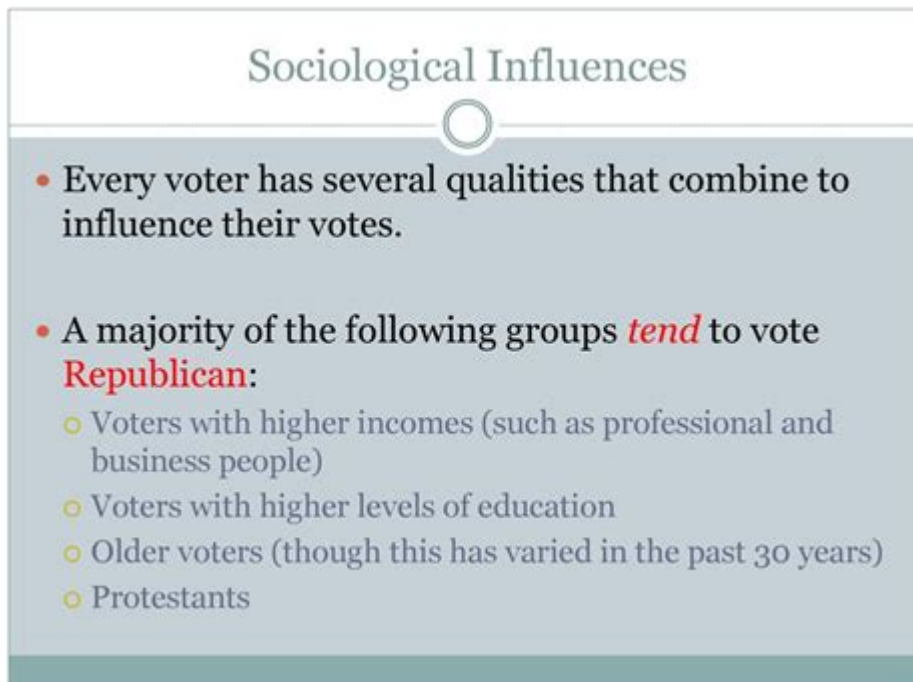 Sociological Influences
• Every voter has several qualities that combine to
influence their votes.
• A majority of the following groups tend to vote
Republican:
○ Voters with higher incomes (such as professional and
business people)
○ Voters with higher levels of education
○ Older voters (though this has varied in the past 30 years)
○ Protestants